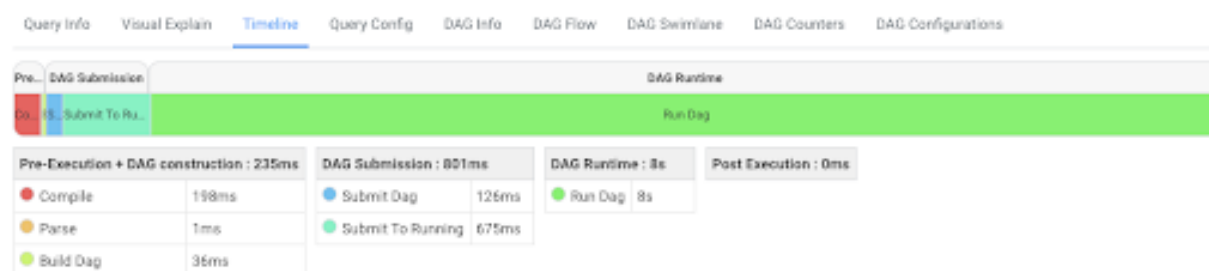 Query Info Visual Explain Timeline Query Config DAG Info DAG Flow DAG Swimlane DAG Counters DAG Configurations
Pre... DAG Submission DAG Runtime
Co... S... Submit To Ru... Run Dag
Pre-Execution + DAG construction : 235ms DAG Submission : 801ms DAG Runtime : 8s Post Execution : 0ms
Compile 198ms Submit Dag 126ms Run Dag 8s
Parse 1ms Submit To Running 675ms
Build Dag 36ms